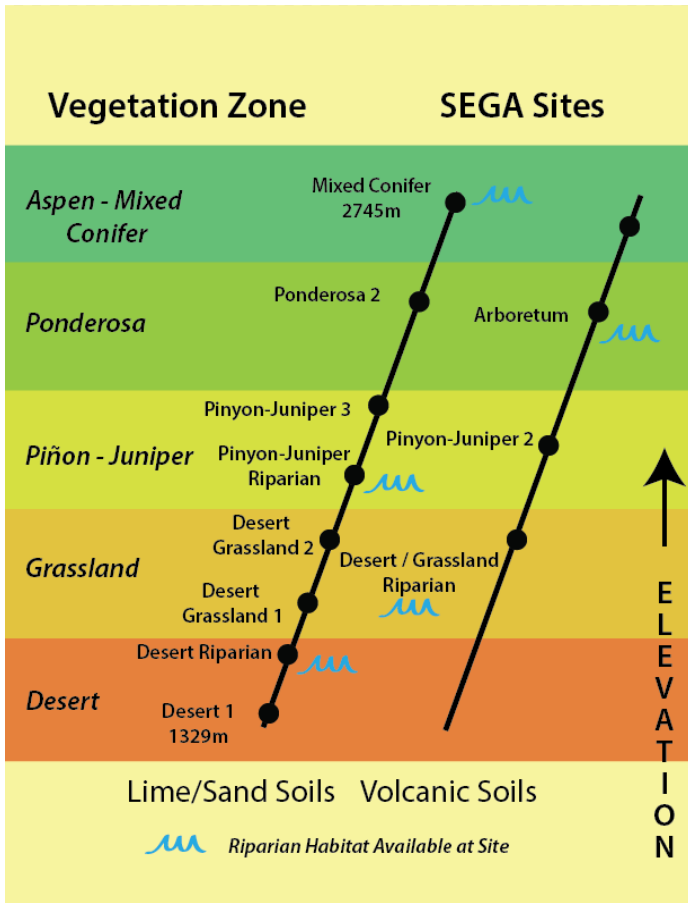 Vegetation Zone
SEGA Sites
Aspen - Mixed
Conifer
Mixed Conifer
2745m
Ponderosa
Ponderosa 2
Arboretum
Piñon - Juniper
Pinyon-Juniper 3
Pinyon-Juniper
Riparian
Pinyon-Juniper 2
Grassland
Desert
Grassland 2
Desert
Grassland 1
Desert / Grassland
Riparian
Desert
Desert Riparian
Desert 1
1329m
ELEVATION
Lime/Sand Soils
Volcanic Soils
Riparian Habitat Available at Site